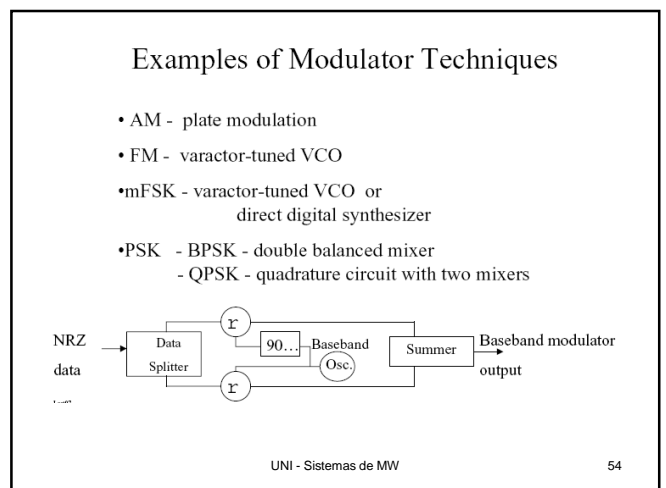 Examples of Modulator Techniques
• AM - plate modulation
• FM - varactor-tuned VCO
•mFSK - varactor-tuned VCO or
direct digital synthesizer
•PSK - BPSK - double balanced mixer
- QPSK - quadrature circuit with two mixers
NRZ
data
Data
Splitter
r
90...
Baseband
Osc.
r
Summer
Baseband modulator
output
UNI - Sistemas de MW
54